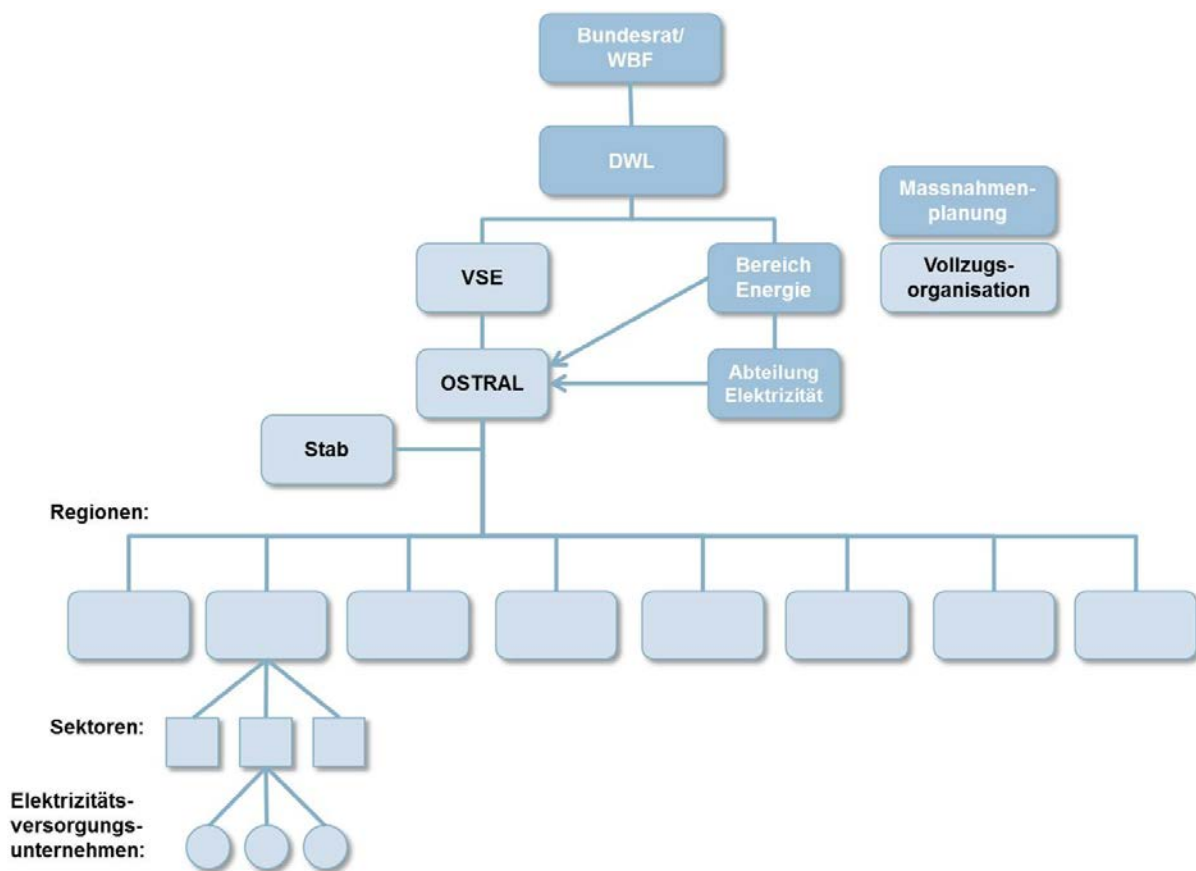 Bundesrat/
WBF
DWL
Massnahmen-
planung
VSE
Bereich
Energie
Vollzugs-
organisation
OSTRAL
Abteilung
Elektrizität
Stab
Regionen:
Sektoren:
Elektrizitäts-
versorgungs-
unternehmen: